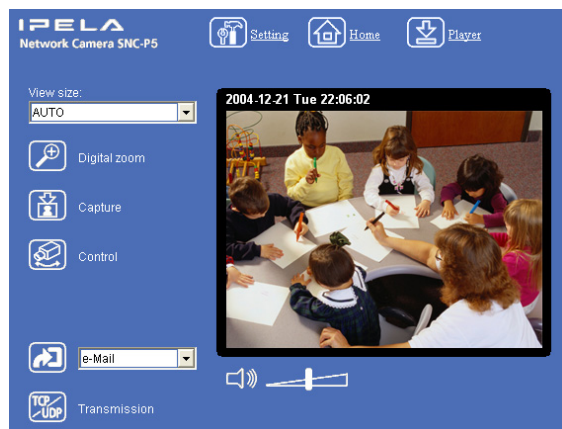 IPELA
Network Camera SNC-P5
Setting
Home
Player
View size:
AUTO
2004-12-21 Tue 22:06:02
Digital zoom
Capture
Control
e-Mail
TCP/UDP
Transmission